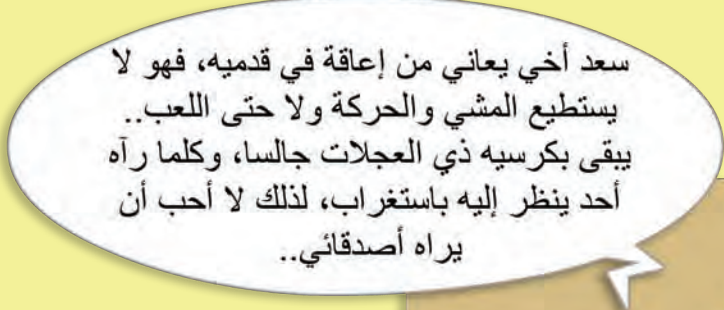 سعد أخي يعاني من إعاقة في قدميه، فهو لا
يستطيع المشي والحركة ولا حتى اللعب..
يبقى بكرسيه ذي العجلات جالسا، وكلما رآه
أحد ينظر إليه باستغراب، لذلك لا أحب أن
يراه أصدقائي..